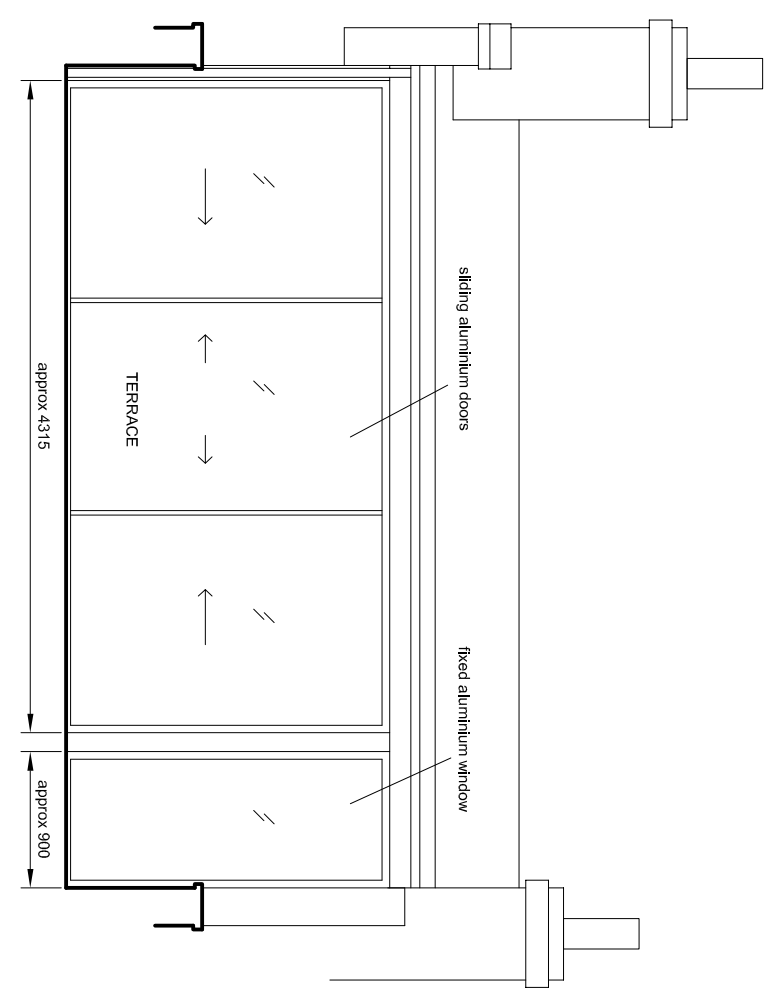 sliding aluminium doors
fixed aluminium window
TERRACE
approx 4315
approx 900